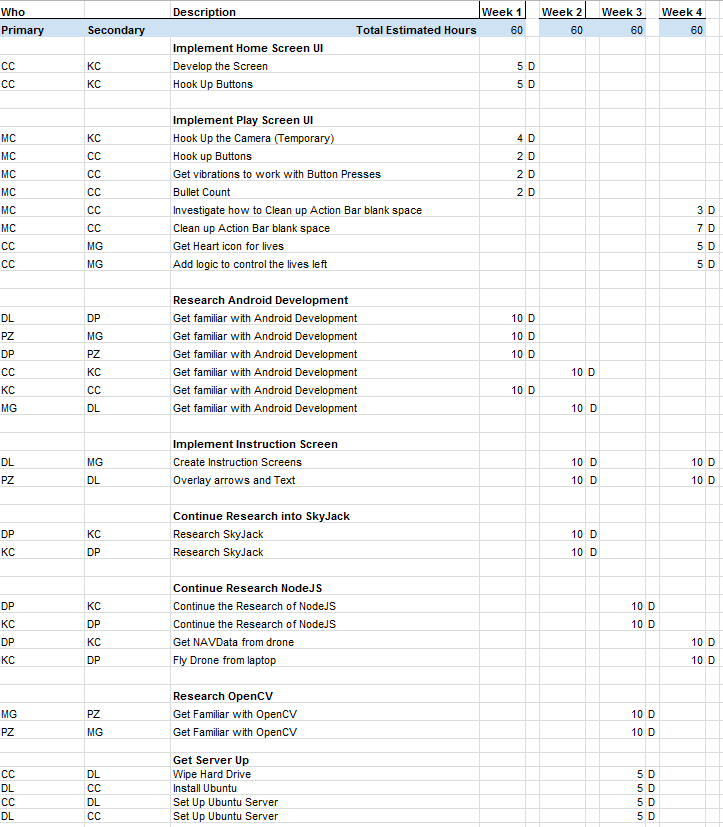 Who Description Week 1 Week 2 Week 3 Week 4
Primary Secondary Total Estimated Hours 60 60 60 60
Implement Home Screen UI
CC KC Develop the Screen 5 D
CC KC Hook Up Buttons 5 D
Implement Play Screen UI
MC KC Hook Up the Camera (Temporary) 4 D
MC CC Hook up Buttons 2 D
MC CC Get vibrations to work with Button Presses 2 D
MC CC Bullet Count 2 D
MC CC Investigate how to Clean up Action Bar blank space 3 D
MC CC Clean up Action Bar blank space 7 D
CC MG Get Heart icon for lives 5 D
CC MG Add logic to control the lives left 5 D
Research Android Development
DL DP Get familiar with Android Development 10 D
PZ MG Get familiar with Android Development 10 D
DP PZ Get familiar with Android Development 10 D
CC KC Get familiar with Android Development 10 D
KC CC Get familiar with Android Development 10 D
MG DL Get familiar with Android Development 10 D
Implement Instruction Screen
DL MG Create Instruction Screens 10 D 10 D
PZ DL Overlay arrows and Text 10 D 10 D
Continue Research into SkyJack
DP KC Research SkyJack 10 D
KC DP Research SkyJack 10 D
Continue Research NodeJS
DP KC Continue the Research of NodeJS 10 D
KC DP Continue the Research of NodeJS 10 D
DP KC Get NAVData from drone 10 D
KC DP Fly Drone from laptop 10 D
Research OpenCV
MG PZ Get Familiar with OpenCV 10 D
PZ MG Get Familiar with OpenCV 10 D
Get Server Up
CC DL Wipe Hard Drive 5 D
DL CC Install Ubuntu 5 D
CC DL Set Up Ubuntu Server 5 D
DL CC Set Up Ubuntu Server 5 D